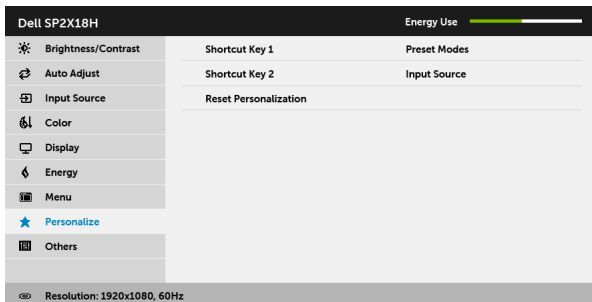 Dell SP2X18H Energy Use
Brightness/Contrast Shortcut Key 1 Preset Modes
Auto Adjust Shortcut Key 2 Input Source
Input Source Reset Personalization
Color
Display
Energy
Menu
Personalize
Others
Resolution: 1920x1080, 60Hz